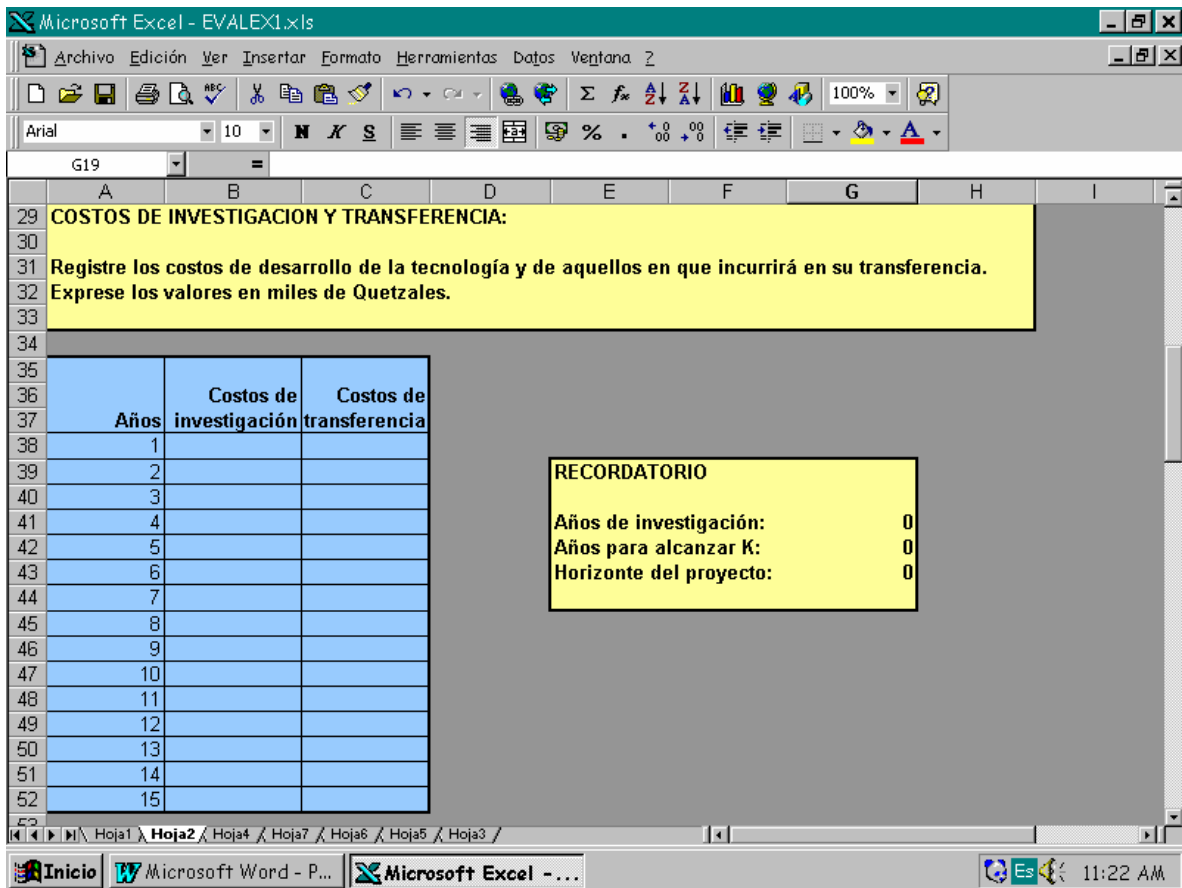 Microsoft Excel - EVALEX1.xls
Archivo Edición Ver Insertar Formato Herramientas Datos Ventana ?
100%
Arial 10 N K S
G19 =
A B C D E F G H I
29 COSTOS DE INVESTIGACION Y TRANSFERENCIA:
30
31 Registre los costos de desarrollo de la tecnología y de aquellos en que incurrirá en su transferencia.
32 Exprese los valores en miles de Quetzales.
33
34
35
36 Costos de Costos de
37 Años investigación transferencia
38 1
39 2 RECORDATORIO
40 3
41 4 Años de investigación: 0
42 5 Años para alcanzar K: 0
43 6 Horizonte del proyecto: 0
44 7
45 8
46 9
47 10
48 11
49 12
50 13
51 14
52 15
Hoja1 Hoja2 Hoja4 Hoja7 Hoja6 Hoja5 Hoja3
Inicio Microsoft Word - P... Microsoft Excel -... Es 11:22 AM